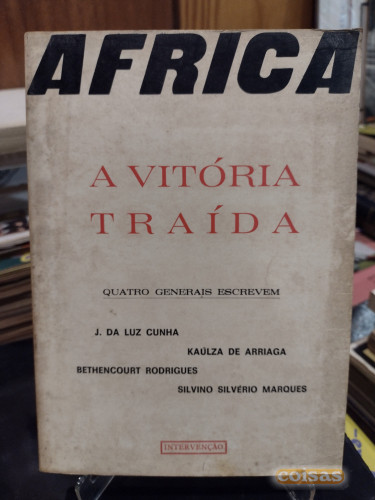 AFRICA
A VITÓRIA
TRAÍDA
QUATRO GENERAIS ESCREVEM
J. DA LUZ CUNHA
KAÚLZA DE ARRIAGA
BETHENCOURT RODRIGUES
SILVINO SILVÉRIO MARQUES
INTERVENÇÃO
coisas